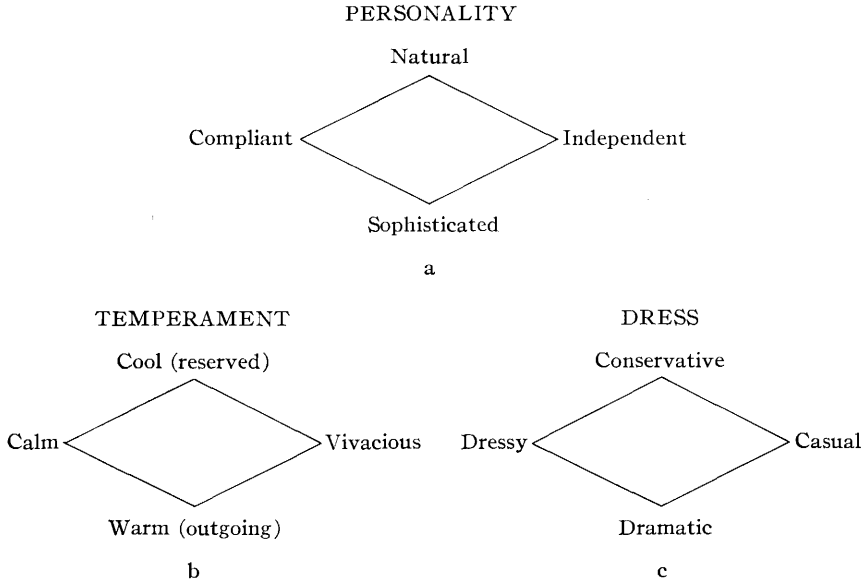 PERSONALITY
Natural
Compliant
Independent
Sophisticated
a
TEMPERAMENT
Cool (reserved)
Calm
Vivacious
Warm (outgoing)
b
DRESS
Conservative
Dressy
Casual
Dramatic
c